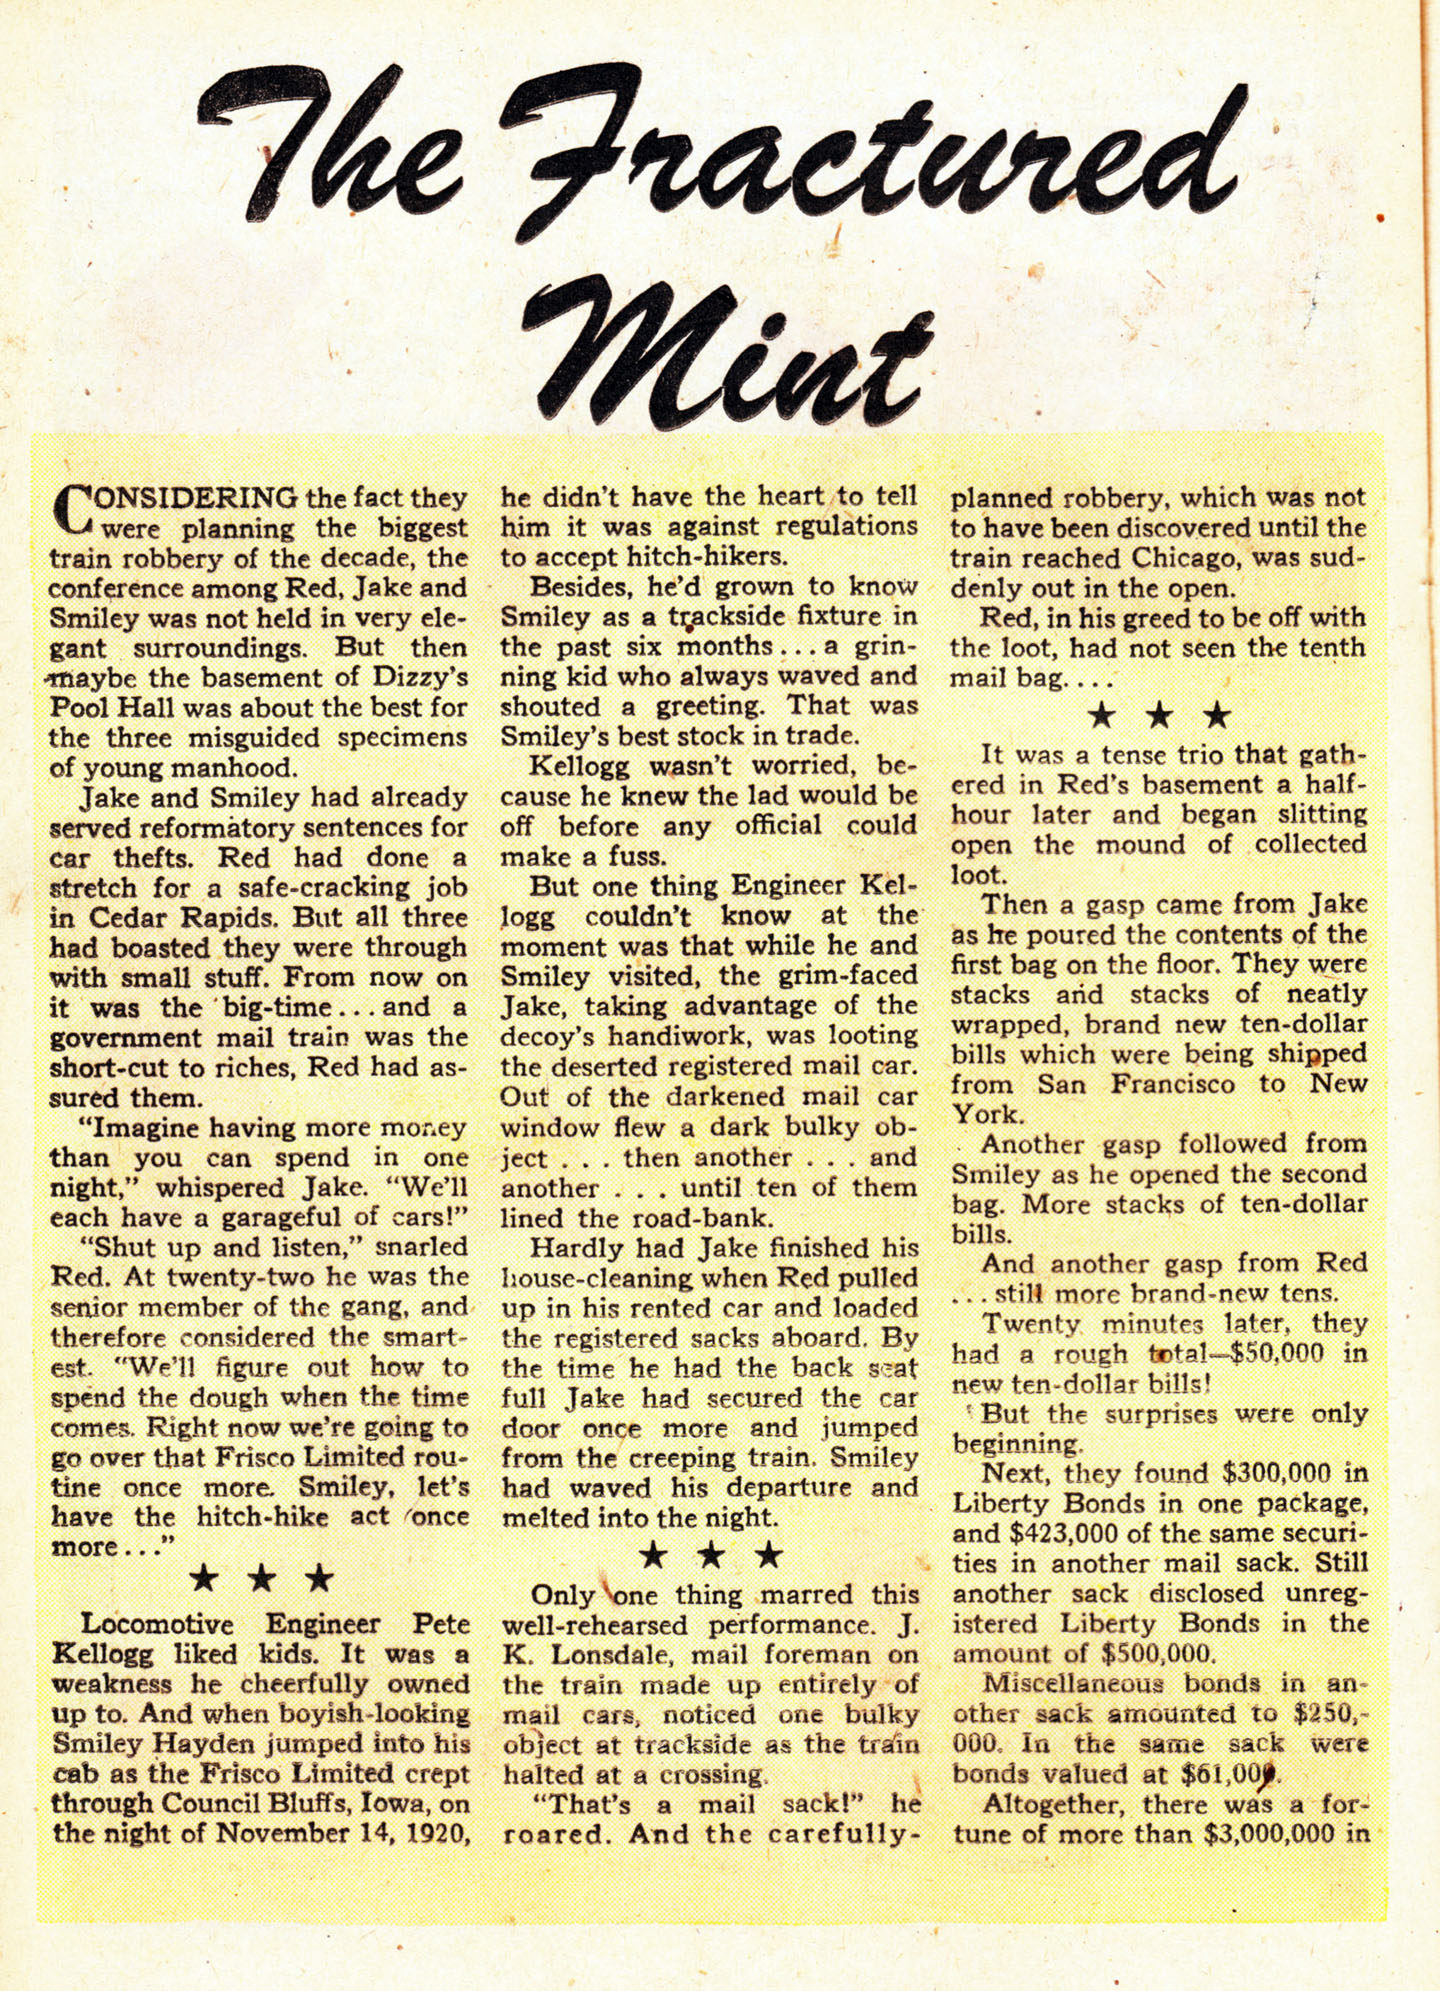 The Fractured
Mint
CONSIDERING the fact they
were planning the biggest
train robbery of the decade, the
conference among Red, Jake and
Smiley was not held in very ele-
gant surroundings. But then
maybe the basement of Dizzy's
Pool Hall was about the best for
the three misguided specimens
of young manhood.
Jake and Smiley had already
served reformatory sentences for
car thefts. Red had done a
stretch for a safe-cracking job
in Cedar Rapids. But all three
had boasted they were through
with small stuff. From now on
it was the big-time...and a
government mail train was the
short-cut to riches, Red had as-
sured them.
"Imagine having more money
than you can spend in one
night," whispered Jake. "We'll
each have a garageful of cars!"
"Shut up and listen," snarled
Red. At twenty-two he was the
senior member of the gang, and
therefore considered the smart-
est. "We'll figure out how to
spend the dough when the time
comes. Right now we're going to
go over that Frisco Limited rou-
tine once more. Smiley, let's
have the hitch-hike act once
more..."
★ ★ ★
Locomotive Engineer Pete
Kellogg liked kids. It was a
weakness he cheerfully owned
up to. And when boyish-looking
Smiley Hayden jumped into his
cab as the Frisco Limited crept
through Council Bluffs, Iowa, on
the night of November 14, 1920,
he didn't have the heart to tell
him it was against regulations
to accept hitch-hikers.
Besides, he'd grown to know
Smiley as a trackside fixture in
the past six months...a grin-
ning kid who always waved and
shouted a greeting. That was
Smiley's best stock in trade.
Kellogg wasn't worried, be-
cause he knew the lad would be
off before any official could
make a fuss.
But one thing Engineer Kel-
logg couldn't know at the
moment was that while he and
Smiley visited, the grim-faced
Jake, taking advantage of the
decoy's handiwork, was looting
the deserted registered mail car.
Out of the darkened mail car
window flew a dark bulky ob-
ject . . . then another . . . and
another . . . until ten of them
lined the road-bank.
Hardly had Jake finished his
house-cleaning when Red pulled
up in his rented car and loaded
the registered sacks aboard. By
the time he had the back seat
full Jake had secured the car
door once more and jumped
from the creeping train. Smiley
had waved his departure and
melted into the night.
★ ★ ★
Only one thing marred this
well-rehearsed performance. J.
K. Lonsdale, mail foreman on
the train made up entirely of
mail cars, noticed one bulky
object at trackside as the train
halted at a crossing.
"That's a mail sack!" he
roared. And the carefully-
planned robbery, which was not
to have been discovered until the
train reached Chicago, was sud-
denly out in the open.
Red, in his greed to be off with
the loot, had not seen the tenth
mail bag. . . .
★ ★ ★
It was a tense trio that gath-
ered in Red's basement a half-
hour later and began slitting
open the mound of collected
loot.
Then a gasp came from Jake
as he poured the contents of the
first bag on the floor. They were
stacks and stacks of neatly
wrapped, brand new ten-dollar
bills which were being shipped
from San Francisco to New
York.
Another gasp followed from
Smiley as he opened the second
bag. More stacks of ten-dollar
bills.
And another gasp from Red
...still more brand-new tens.
Twenty minutes later, they
had a rough total—$50,000 in
new ten-dollar bills!
But the surprises were only
beginning.
Next, they found $300,000 in
Liberty Bonds in one package,
and $423,000 of the same securi-
ties in another mail sack. Still
another sack disclosed unreg-
istered Liberty Bonds in the
amount of $500,000.
Miscellaneous bonds in an-
other sack amounted to $250,-
000. In the same sack were
bonds valued at $61,000.
Altogether, there was a for-
tune of more than $3,000,000 in